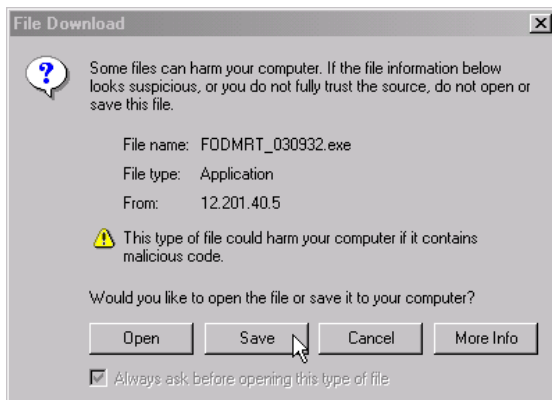 File Download
Some files can harm your computer. If the file information below
looks suspicious, or you do not fully trust the source, do not open or
save this file.
File name: FODMRT_030932.exe
File type: Application
From: 12.201.40.5
This type of file could harm your computer if it contains
malicious code.
Would you like to open the file or save it to your computer?
Open Save Cancel More Info
Always ask before opening this type of file